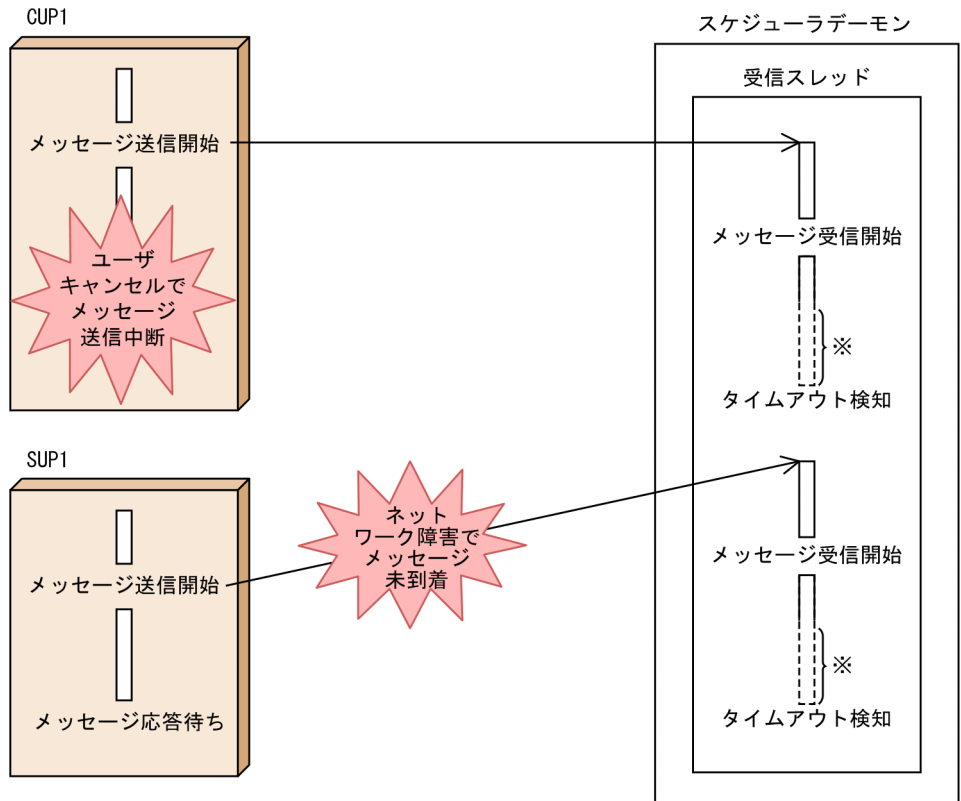 CUP1
メッセージ送信開始
ユーザ
キャンセルで
メッセージ
送信中断
SUP1
メッセージ送信開始
メッセージ応答待ち
ネット
ワーク障害で
メッセージ
未到着
スケジューラデーモン
受信スレッド
メッセージ受信開始
※
タイムアウト検知
メッセージ受信開始
※
タイムアウト検知